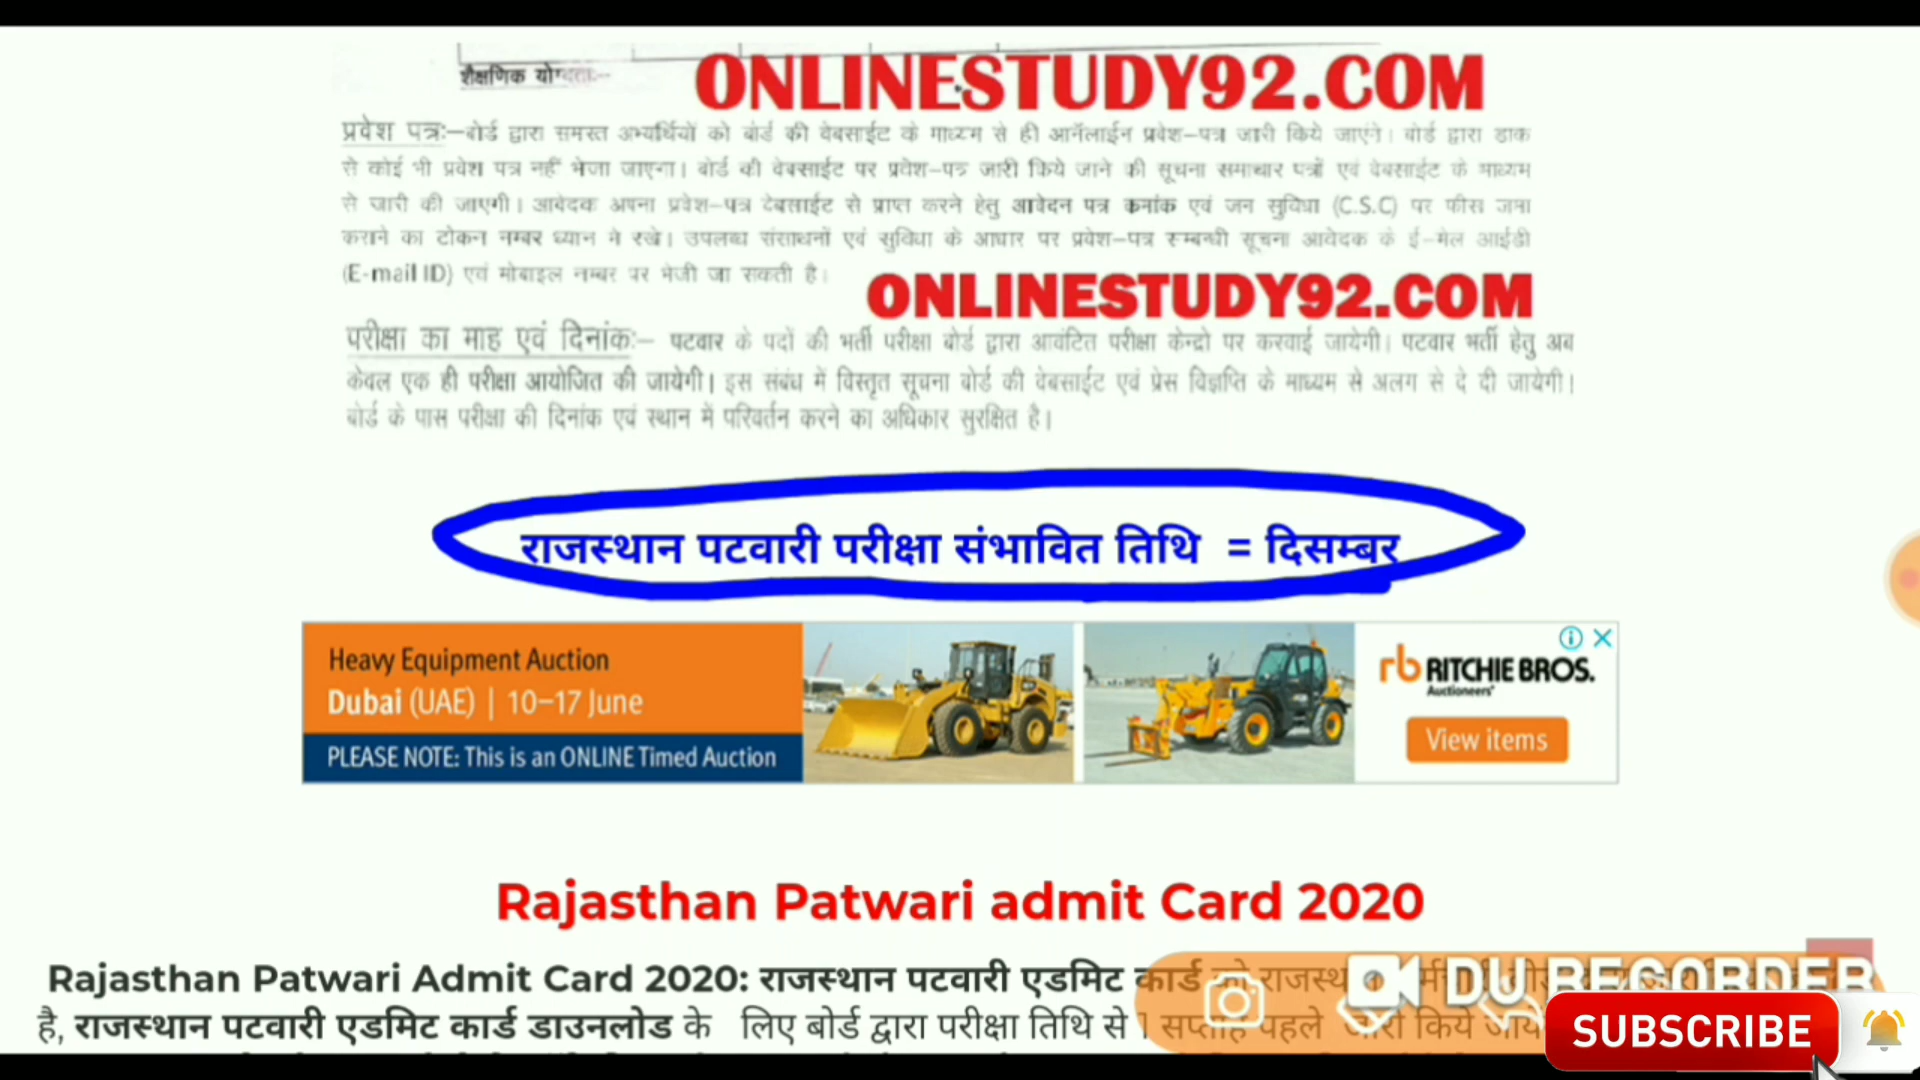 शैक्षणिक
ONLINESTUDY92.COM
प्रवेश पत्रः–बोर्ड द्वारा समस्त अभ्यर्थियों को बोर्ड की वेबसाईट के माध्यम से ही ऑनलाईन प्रवेश–पत्र जारी किये जाएंगे। बोर्ड द्वारा डाक
से कोई भी प्रवेश पत्र नहीं भेजा जाएगा। बोर्ड की वेबसाईट पर प्रवेश–पत्र जारी किये जाने की सूचना समाचार पत्रों एवं वेबसाईट के माध्यम
से जारी की जाएगी। आवेदक अपना प्रवेश–पत्र वेबसाईट से प्राप्त करने हेतु आवेदन पत्र क्रमांक एवं जन सुविधा (C.S.C) पर फीस जमा
कराने का टोकन नम्बर ध्यान में रखे। उपलब्ध संसाधनों एवं सुविधा के आधार पर प्रवेश–पत्र सम्बन्धी सूचना आवेदक के ई–मेल आईडी
(E-mail ID) एवं मोबाइल नम्बर पर भेजी जा सकती है।
ONLINESTUDY92.COM
परीक्षा का माह एवं दिनांकः– पटवार के पदों की भर्ती परीक्षा बोर्ड द्वारा आवंटित परीक्षा केन्द्रो पर करवाई जायेगी। पटवार भर्ती हेतु अब
केवल एक ही परीक्षा आयोजित की जायेगी। इस संबंध में विस्तृत सूचना बोर्ड की वेबसाईट एवं प्रेस विज्ञप्ति के माध्यम से अलग से दे दी जायेगी।
बोर्ड के पास परीक्षा की दिनांक एवं स्थान में परिवर्तन करने का अधिकार सुरक्षित है।
राजस्थान पटवारी परीक्षा संभावित तिथि = दिसम्बर
Heavy Equipment Auction
Dubai (UAE) | 10–17 June
PLEASE NOTE: This is an ONLINE Timed Auction
rb RITCHIE BROS.
Auctioneers
View items
Rajasthan Patwari admit Card 2020
Rajasthan Patwari Admit Card 2020: राजस्थान पटवारी एडमिट कार्ड को
DU RECORDER
है, राजस्थान पटवारी एडमिट कार्ड डाउनलोड के लिए बोर्ड द्वारा परीक्षा तिथि से 1 सप्ताह पहले जारी किये
SUBSCRIBE